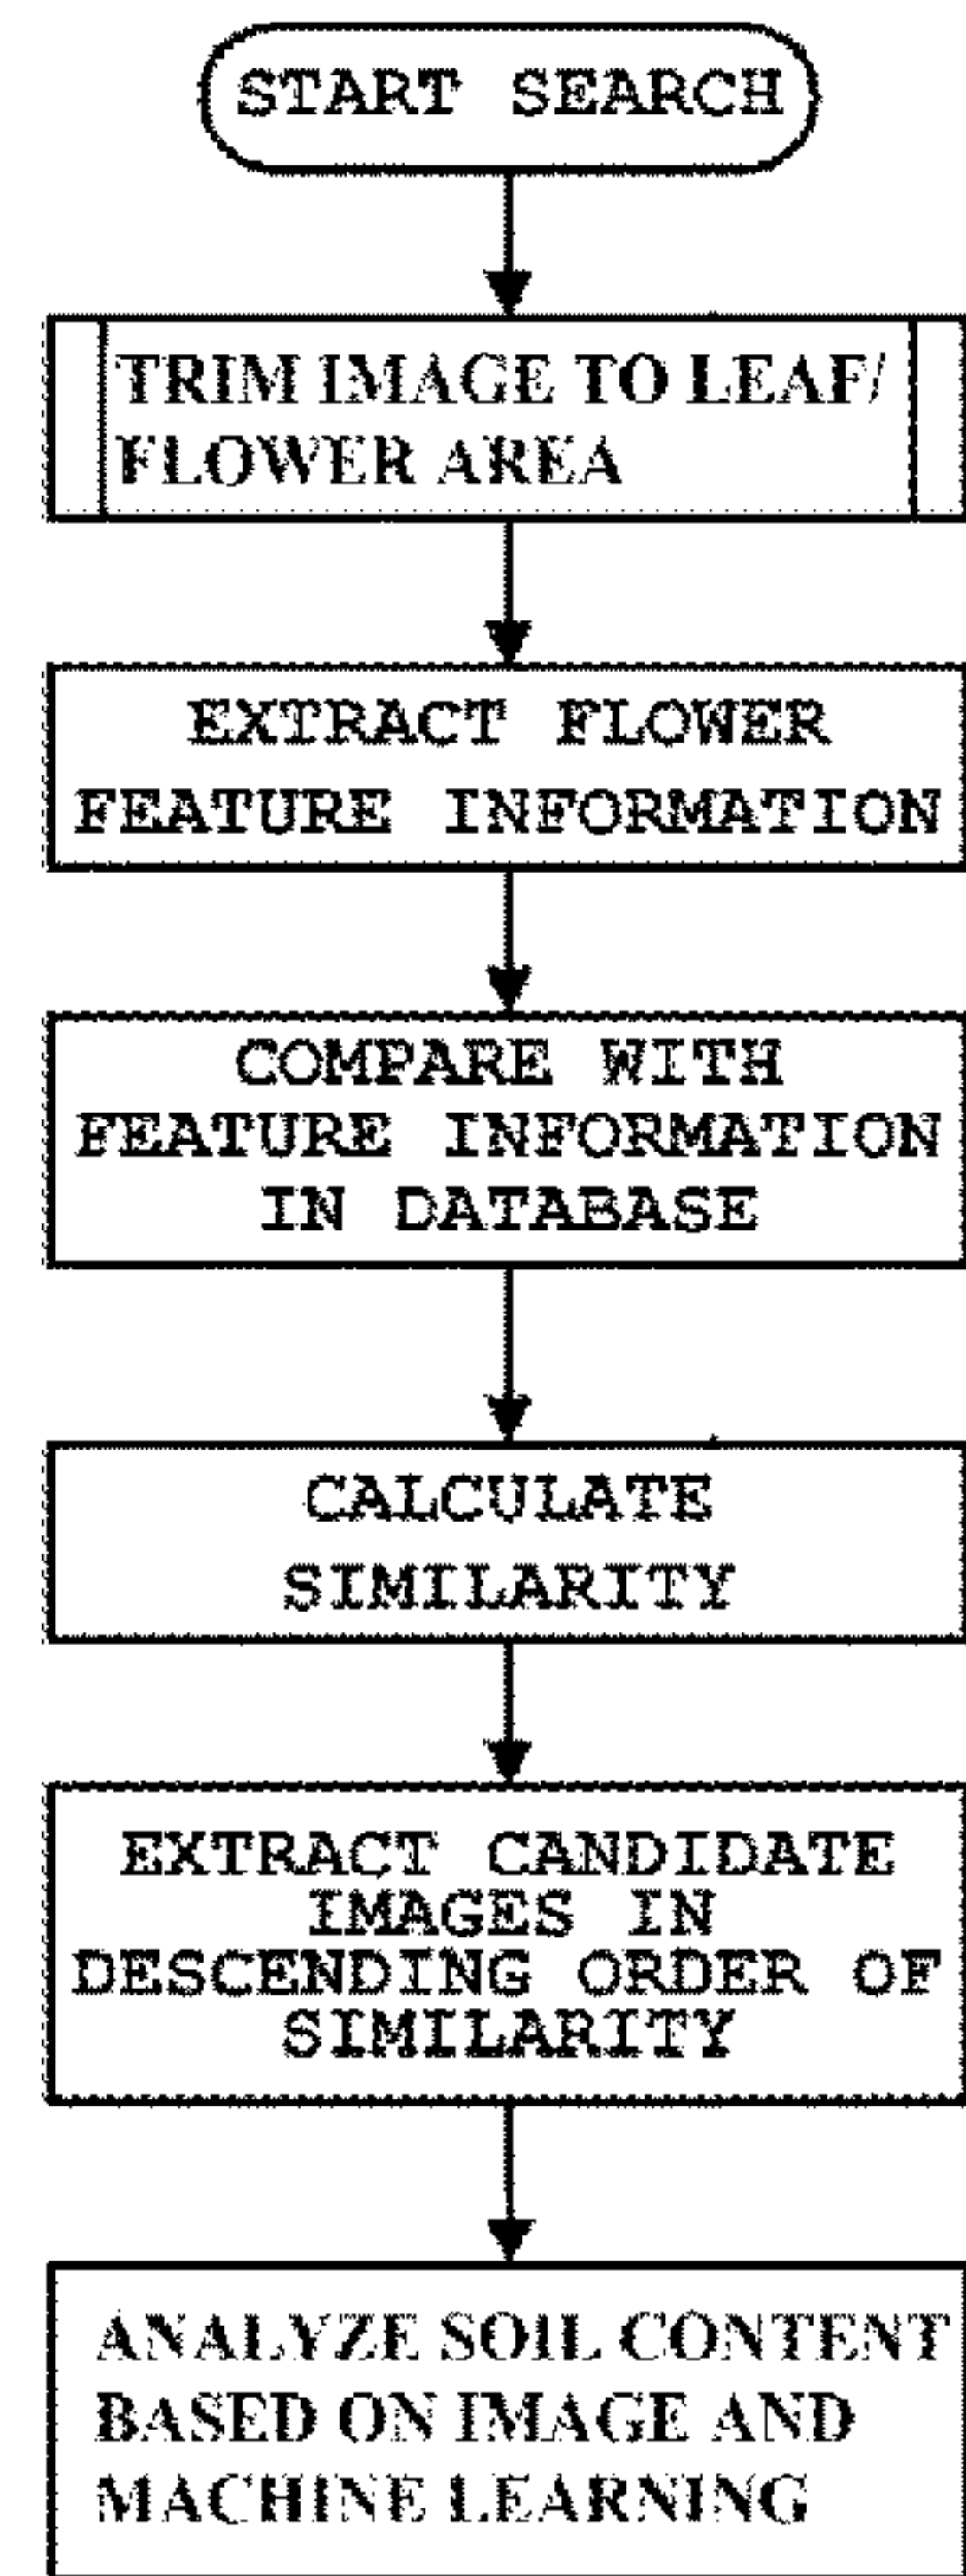 START SEARCH
TRIM IMAGE TO LEAF/
FLOWER AREA
EXTRACT FLOWER
FEATURE INFORMATION
COMPARE WITH
FEATURE INFORMATION
IN DATABASE
CALCULATE
SIMILARITY
EXTRACT CANDIDATE
IMAGES IN
DESCENDING ORDER OF
SIMILARITY
ANALYZE SOIL CONTENT
BASED ON IMAGE AND
MACHINE LEARNING